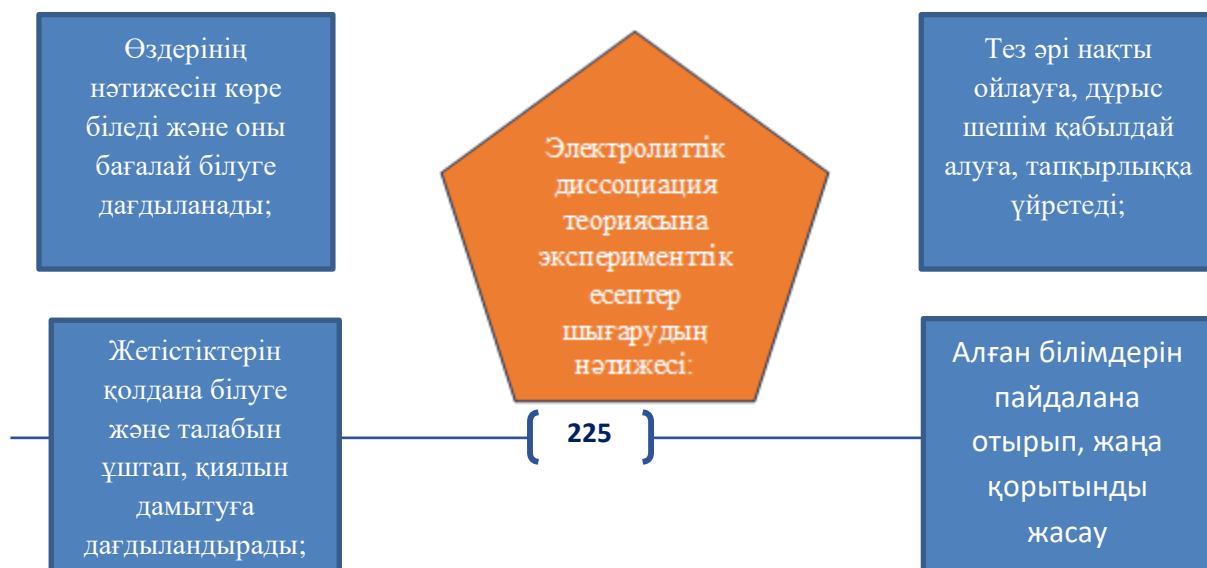 Өздерінің
нәтижесін көре
біледі және оны
бағалай білуге
дағдыланады;
Электролиттік
диссоциация
теориясына
эксперименттік
есептер
шығарудың
нәтижесі:
Тез әрі нақты
ойлауға, дұрыс
шешім қабылдай
алуға, тапқырлыққа
үйретеді;
Жетістіктерін
қолдана білуге
және талабын
ұштап, қиялын
дамытуға
дағдыландырады;
225
Алған білімдерін
пайдалана
отырып, жаңа
қорытынды
жасау